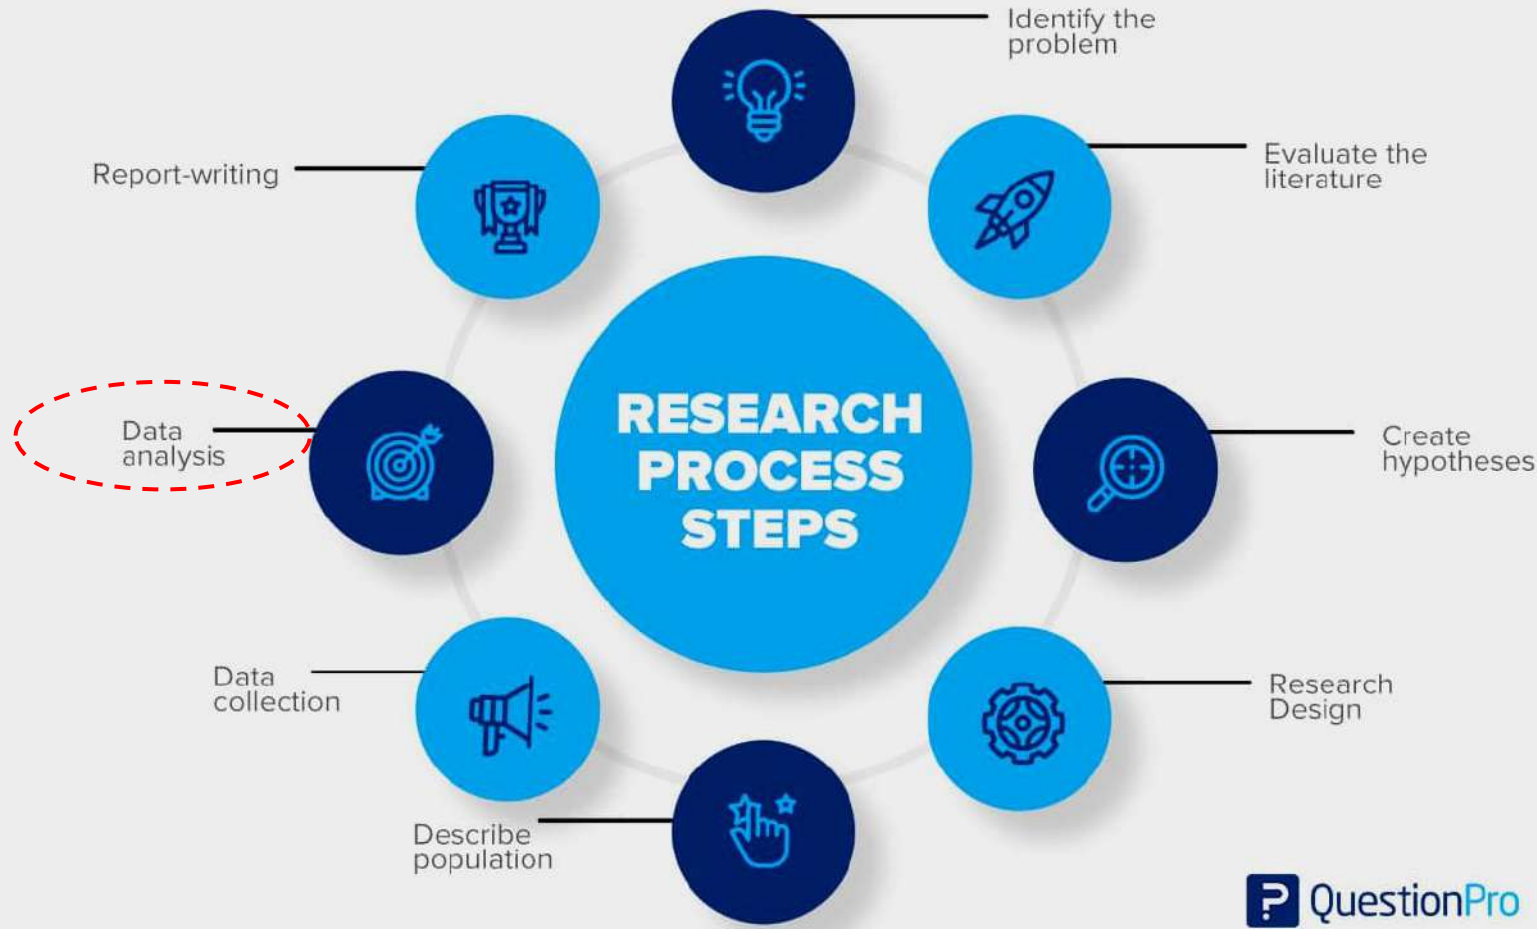 Identify the
problem
Evaluate the
literature
Create
hypotheses
Research
Design
Describe
population
Data
collection
Data
analysis
Report-writing
RESEARCH
PROCESS
STEPS
QuestionPro